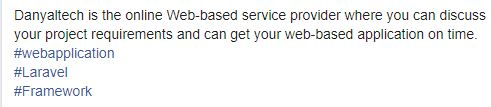 Danyaltech is the online Web-based service provider where you can discuss
your project requirements and can get your web-based application on time.
#webapplication
#Laravel
#Framework